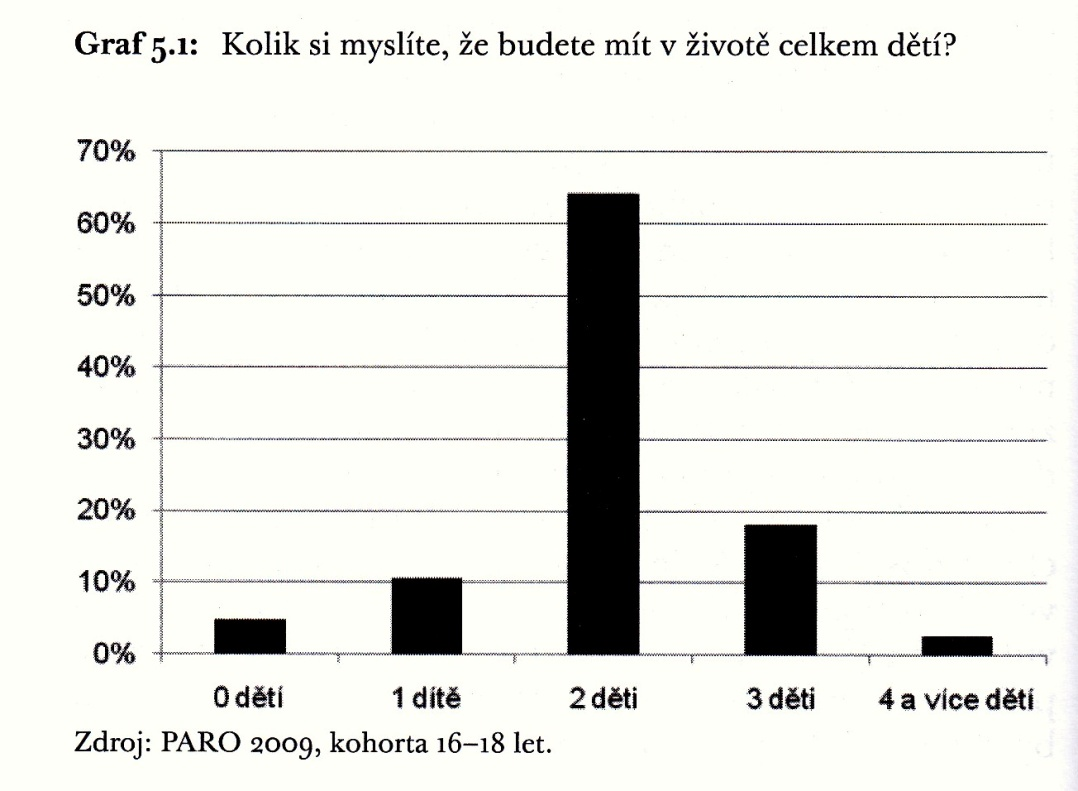 Graf 5.1: Kolik si myslíte, že budete mít v životě celkem dětí?
70%
60%
50%
40%
30%
20%
10%
0%
0 dětí
1 dítě
2 děti
3 děti
4 a více dětí
Zdroj: PARO 2009, kohorta 16–18 let.